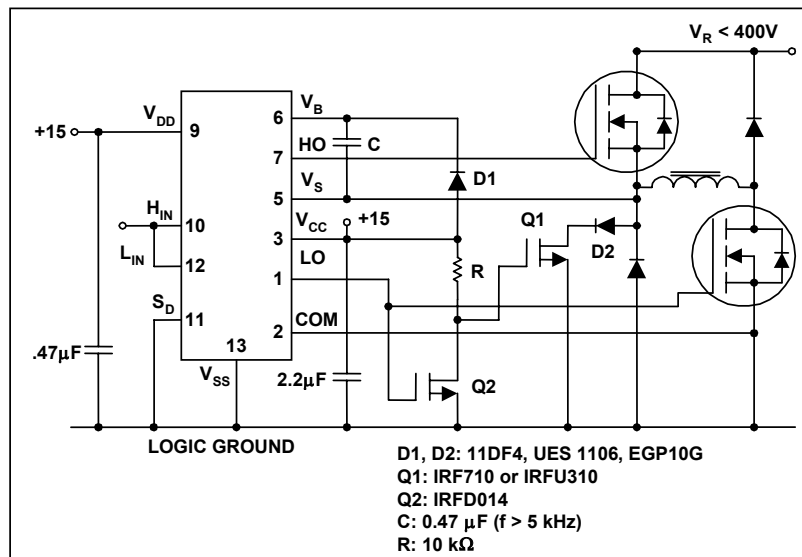 V_R < 400V
V_B
V_DD
6
+15
9
HO
C
7
V_S
D1
5
H_IN
V_CC
+15
Q1
10
3
D2
L_IN
LO
12
R
1
S_D
COM
11
2
.47µF
13
V_SS
2.2µF
Q2
LOGIC GROUND
D1, D2: 11DF4, UES 1106, EGP10G
Q1: IRF710 or IRFU310
Q2: IRFD014
C: 0.47 µF (f > 5 kHz)
R: 10 kΩ